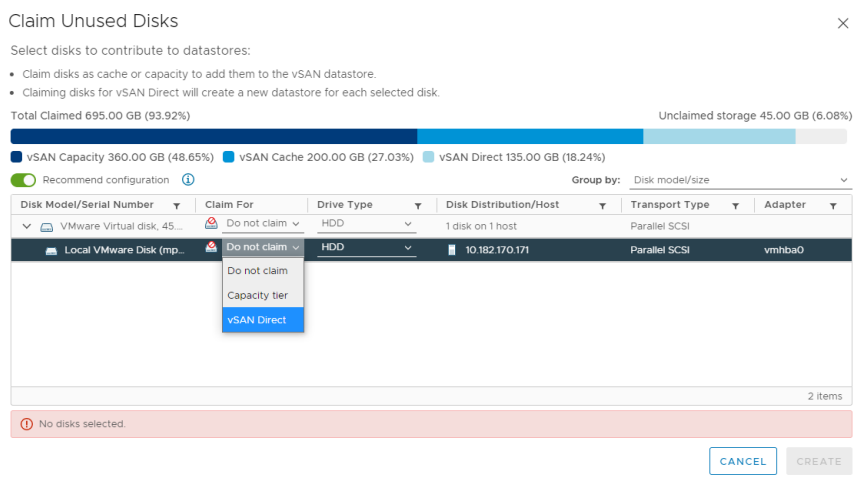 Claim Unused Disks
Select disks to contribute to datastores:
Claim disks as cache or capacity to add them to the vSAN datastore.
Claiming disks for vSAN Direct will create a new datastore for each selected disk.
Total Claimed 695.00 GB (93.92%) Unclaimed storage 45.00 GB (6.08%)
vSAN Capacity 360.00 GB (48.65%) vSAN Cache 200.00 GB (27.03%) vSAN Direct 135.00 GB (18.24%)
Recommend configuration Group by: Disk model/size
Disk Model/Serial Number Claim For Drive Type Disk Distribution/Host Transport Type Adapter
VMware Virtual disk, 45... Do not claim HDD 1 disk on 1 host Parallel SCSI
Local VMware Disk (mp... Do not claim HDD 10.182.170.171 Parallel SCSI vmhba0
Do not claim
Capacity tier
vSAN Direct
2 items
No disks selected.
CANCEL CREATE